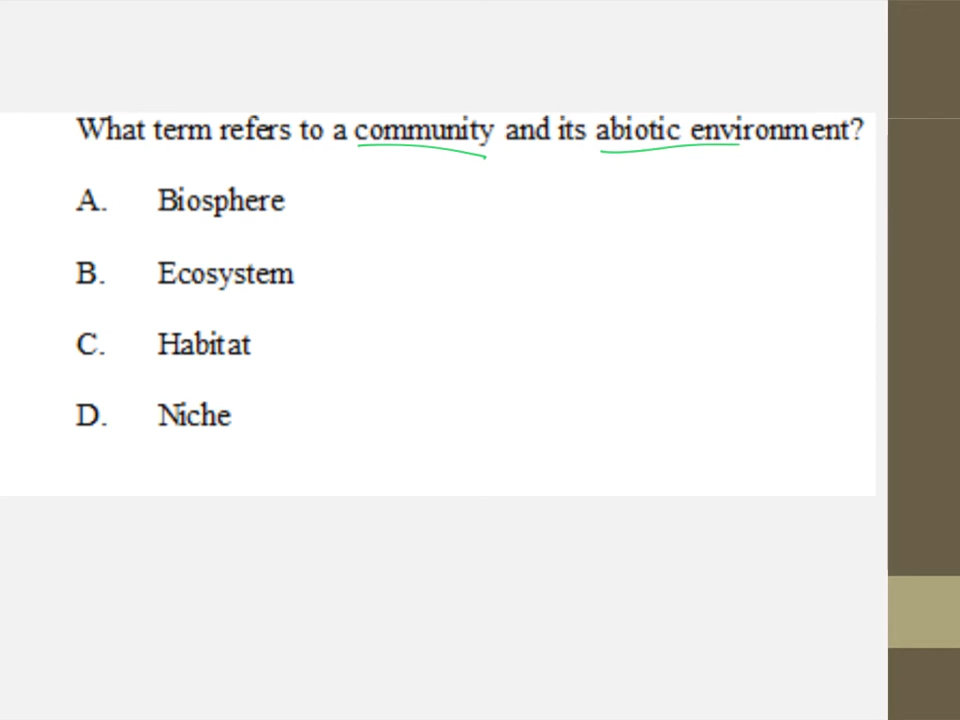 What term refers to a community and its abiotic environment?
A. Biosphere
B. Ecosystem
C. Habitat
D. Niche